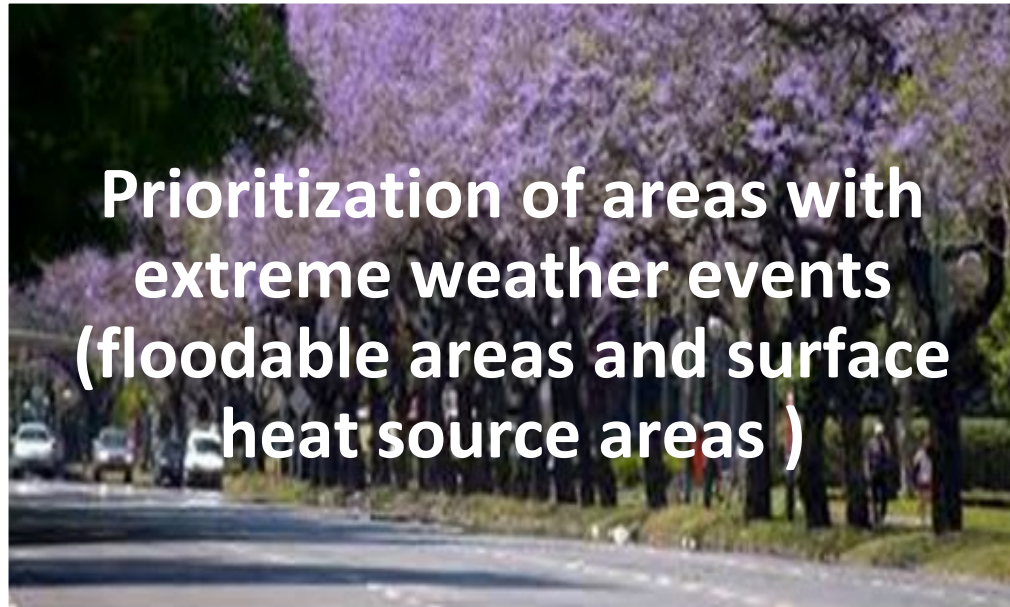 Prioritization of areas with
extreme weather events
(floodable areas and surface
heat source areas )